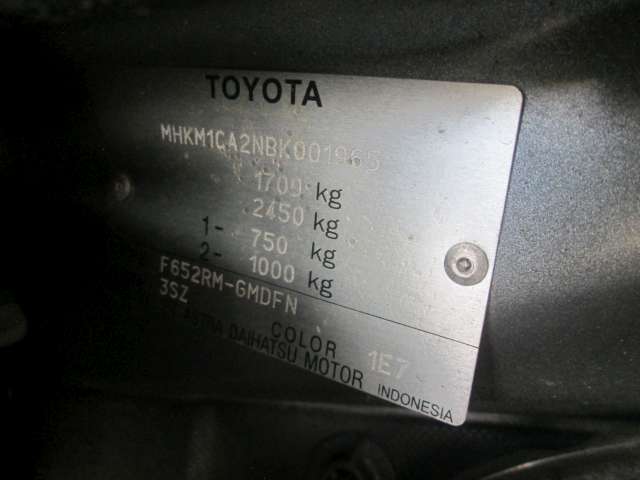 TOYOTA
MHKM1CA2NBK001965
1700 kg
2450 kg
1- 750 kg
2- 1000 kg
F652RM-GMDFN
3SZ
COLOR 1E7
ASTRA DAIHATSU MOTOR INDONESIA